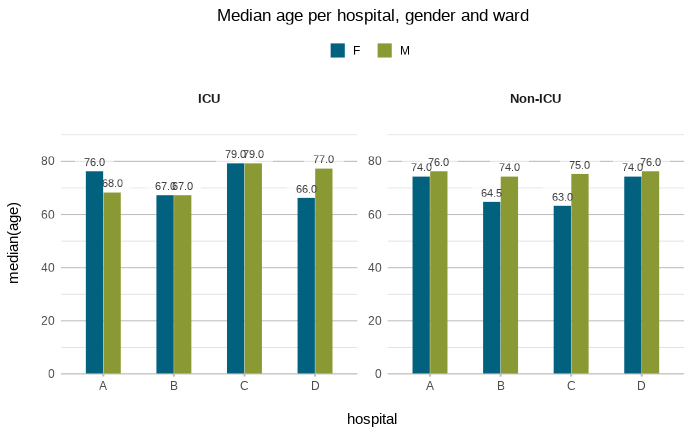 Median age per hospital, gender and ward
F M
ICU Non-ICU
median(age)
80 80
60 60
40 40
20 20
0 0
76.0 68.0 67.0 67.0 79.0 79.0 66.0 77.0
74.0 76.0 64.5 74.0 63.0 75.0 74.0 76.0
A B C D A B C D
hospital